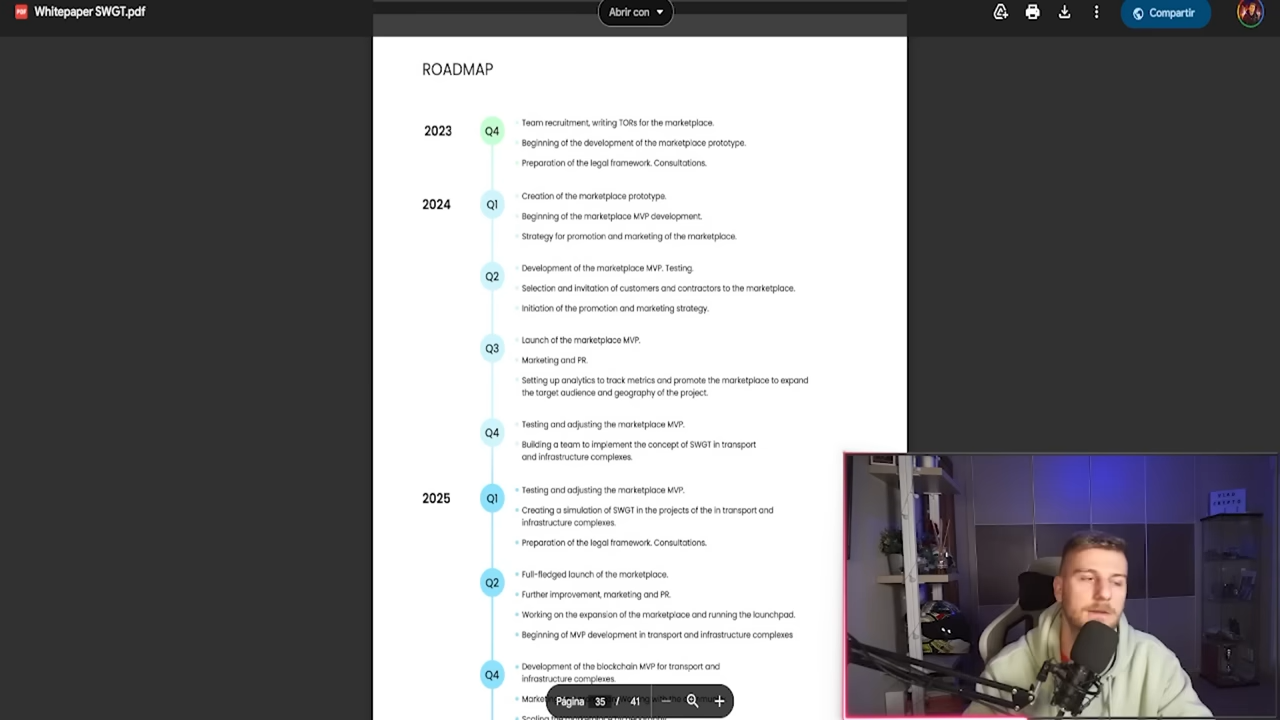 Whitepaper SWGT.pdf
Abrir con
Compartir
ROADMAP
2023
Q4
Team recruitment, writing TORs for the marketplace.
Beginning of the development of the marketplace prototype.
Preparation of the legal framework. Consultations.
2024
Q1
Creation of the marketplace prototype.
Beginning of the marketplace MVP development.
Strategy for promotion and marketing of the marketplace.
Q2
Development of the marketplace MVP. Testing.
Selection and invitation of customers and contractors to the marketplace.
Initiation of the promotion and marketing strategy.
Q3
Launch of the marketplace MVP.
Marketing and PR.
Setting up analytics to track metrics and promote the marketplace to expand
the target audience and geography of the project.
Q4
Testing and adjusting the marketplace MVP.
Building a team to implement the concept of SWGT in transport
and infrastructure complexes.
2025
Q1
Testing and adjusting the marketplace MVP.
Creating a simulation of SWGT in the projects of the in transport and
infrastructure complexes.
Preparation of the legal framework. Consultations.
Q2
Full-fledged launch of the marketplace.
Further improvement, marketing and PR.
Working on the expansion of the marketplace and running the launchpad.
Beginning of MVP development in transport and infrastructure complexes
Q4
Development of the blockchain MVP for transport and
infrastructure complexes.
Página 35 / 41
Scaling the marketplace by geography